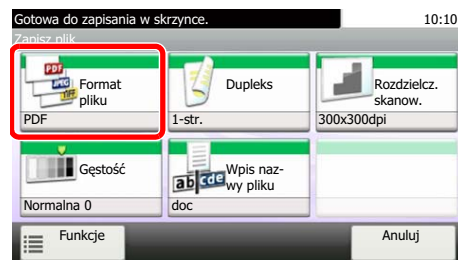 Gotowa do zapisania w skrzynce.
10:10
Zapisz plik
PDF
JPEG
TIFF
Format
pliku
PDF
Dupleks
1-str.
Rozdzielcz.
skanow.
300x300dpi
Gęstość
Normalna 0
ab cde
Wpis naz-
wy pliku
doc
Funkcje
Anuluj